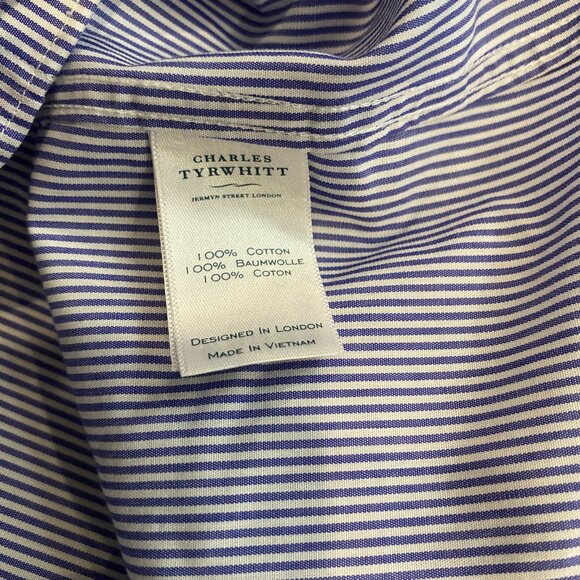 CHARLES
TYRWHITT
JERMYN STREET LONDON
100% COTTON
100% BAUMWOLLE
100% COTON
DESIGNED IN LONDON
MADE IN VIETNAM